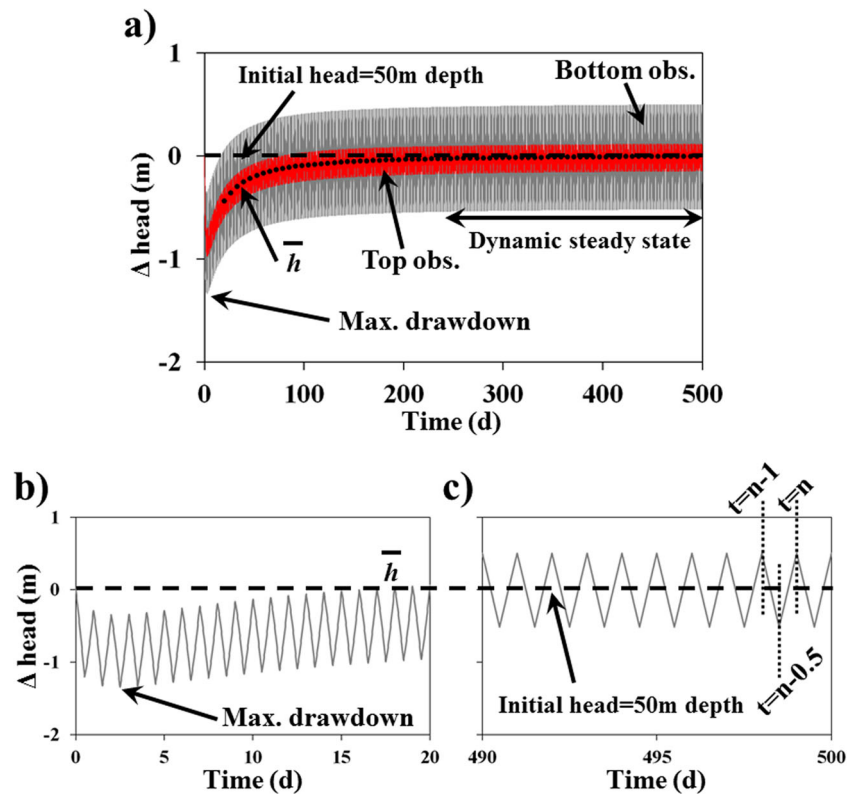 a)
1
0
-1
-2
Δ head (m)
Initial head=50m depth
Bottom obs.
h̅
Top obs.
Dynamic steady state
Max. drawdown
0 100 200 300 400 500
Time (d)
b)
1
0
-1
-2
Δ head (m)
h̅
Max. drawdown
0 5 10 15 20
Time (d)
c)
t=n-1
t=n
t=n-0.5
Initial head=50m depth
490 495 500
Time (d)